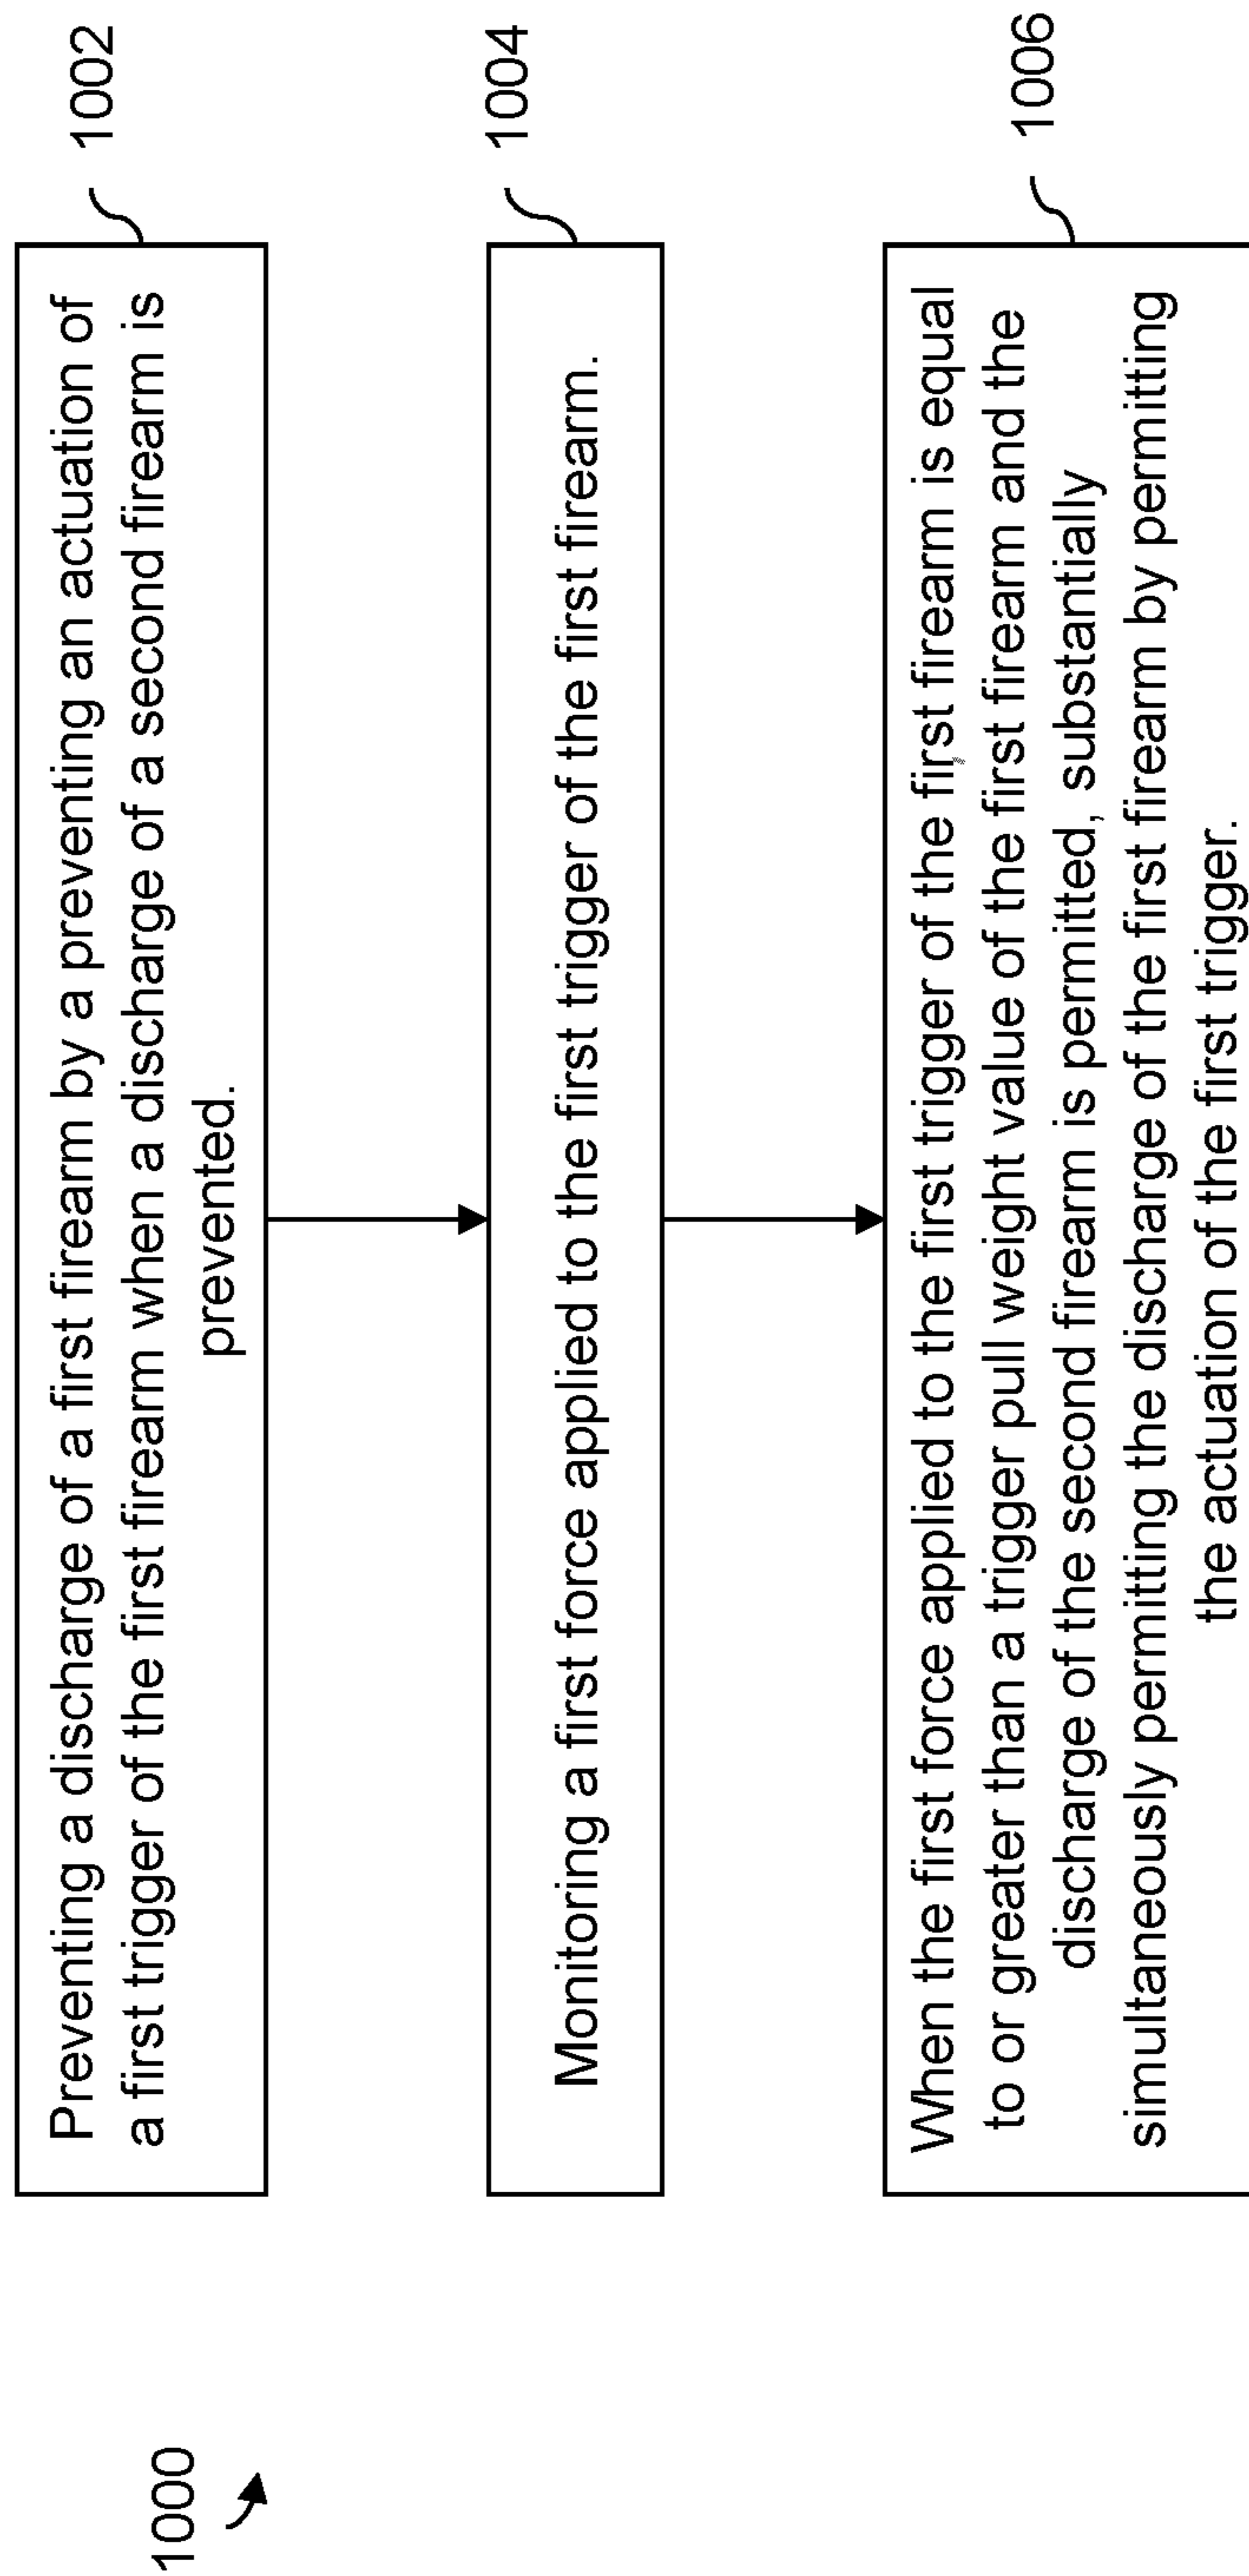 1000
1002
Preventing a discharge of a first firearm by a preventing an actuation of
a first trigger of the first firearm when a discharge of a second firearm is
prevented.
1004
Monitoring a first force applied to the first trigger of the first firearm.
1006
When the first force applied to the first trigger of the first firearm is equal
to or greater than a trigger pull weight value of the first firearm and the
discharge of the second firearm is permitted, substantially
simultaneously permitting the discharge of the first firearm by permitting
the actuation of the first trigger.